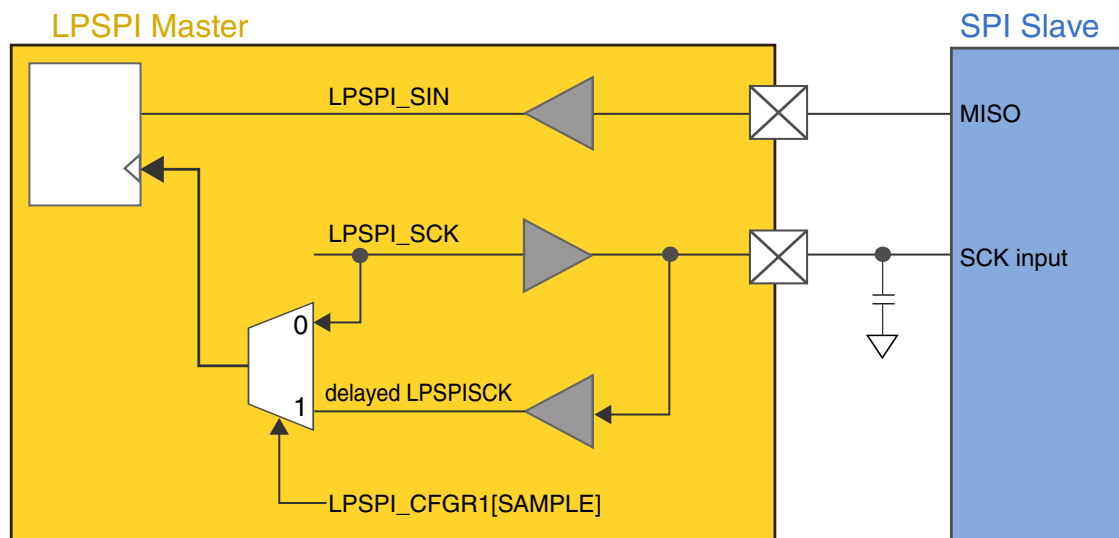 LPSPI Master
SPI Slave
LPSPI_SIN
MISO
LPSPI_SCK
SCK input
0
delayed LPSPISCK
1
LPSPI_CFGR1[SAMPLE]